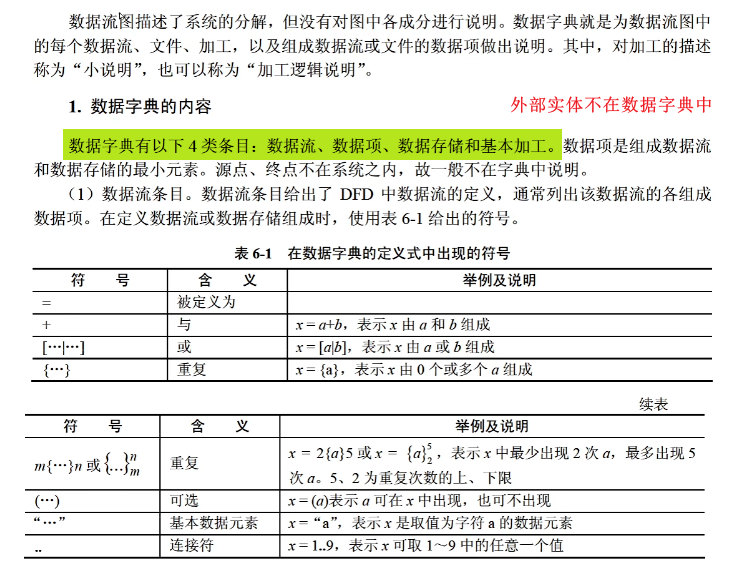 数据流图描述了系统的分解，但没有对图中各成分进行说明。数据字典就是为数据流图中
的每个数据流、文件、加工，以及组成数据流或文件的数据项做出说明。其中，对加工的描述
称为“小说明”，也可以称为“加工逻辑说明”。
1. 数据字典的内容
外部实体不在数据字典中
数据字典有以下 4 类条目：数据流、数据项、数据存储和基本加工。数据项是组成数据流
和数据存储的最小元素。源点、终点不在系统之内，故一般不在字典中说明。
（1）数据流条目。数据流条目给出了 DFD 中数据流的定义，通常列出该数据流的各组成
数据项。在定义数据流或数据存储组成时，使用表 6-1 给出的符号。
表 6-1 在数据字典的定义式中出现的符号
符 号 含 义 举例及说明
= 被定义为
+ 与 x = a+b，表示 x 由 a 和 b 组成
[…|…] 或 x = [a|b]，表示 x 由 a 或 b 组成
{…} 重复 x = {a}，表示 x 由 0 个或多个 a 组成
续表
符 号 含 义 举例及说明
m{…}n 或 {…}ⁿₘ 重复 x = 2{a}5 或 x = {a}⁵₂，表示 x 中最少出现 2 次 a，最多出现 5
次 a。5、2 为重复次数的上、下限
(…) 可选 x = (a)表示 a 可在 x 中出现，也可不出现
“…” 基本数据元素 x = “a”，表示 x 是取值为字符 a 的数据元素
.. 连接符 x = 1..9，表示 x 可取 1～9 中的任意一个值